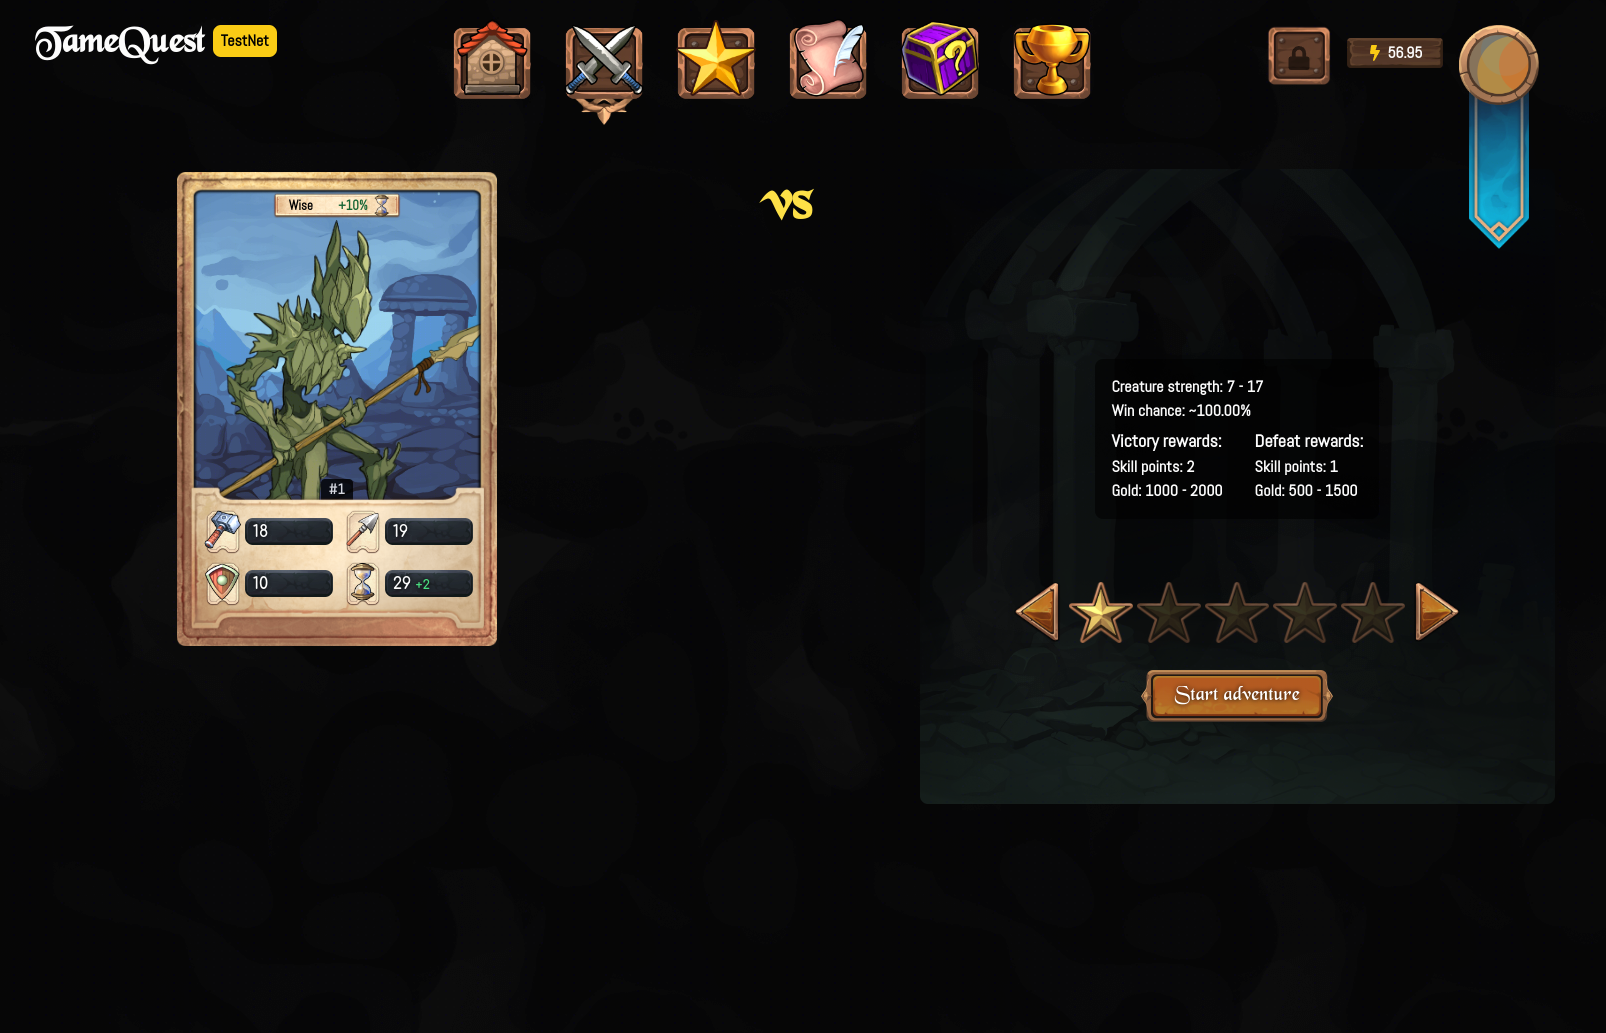 TameQuest TestNet
56.95
Wise +10%
VS
#1
18
19
10
29 +2
Creature strength: 7 - 17
Win chance: ~100.00%
Victory rewards:
Skill points: 2
Gold: 1000 - 2000
Defeat rewards:
Skill points: 1
Gold: 500 - 1500
Start adventure